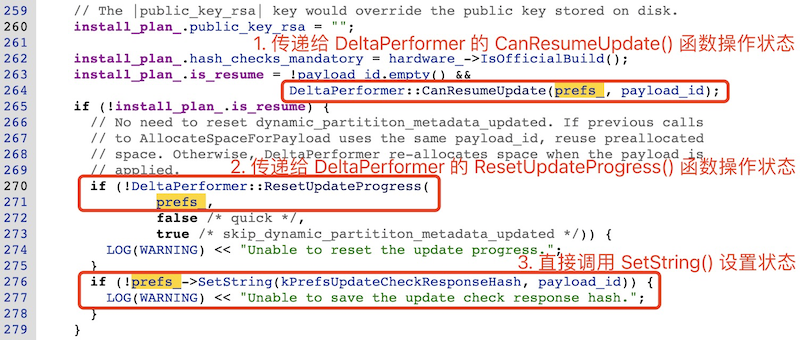 259 // The |public_key_rsa| key would override the public key stored on disk.
260 install_plan_.public_key_rsa = "";
261
1. 传递给 DeltaPerformer 的 CanResumeUpdate() 函数操作状态
262 install_plan_.hash_checks_mandatory = hardware_->IsOfficialBuild();
263 install_plan_.is_resume = !payload_id.empty() &&
264 DeltaPerformer::CanResumeUpdate(prefs_, payload_id);
265 if (!install_plan_.is_resume) {
266 // No need to reset dynamic_partititon_metadata_updated. If previous calls
267 // to AllocateSpaceForPayload uses the same payload_id, reuse preallocated
268 // space. Otherwise, DeltaPerformer re-allocates space when the payload is
269 // applied.
2. 传递给 DeltaPerformer 的 ResetUpdateProgress() 函数操作状态
270 if (!DeltaPerformer::ResetUpdateProgress(
271 prefs_,
272 false /* quick */,
273 true /* skip_dynamic_partititon_metadata_updated */)) {
274 LOG(WARNING) << "Unable to reset the update progress.";
275 }
3. 直接调用 SetString() 设置状态
276 if (!prefs_->SetString(kPrefsUpdateCheckResponseHash, payload_id)) {
277 LOG(WARNING) << "Unable to save the update check response hash.";
278 }
279 }